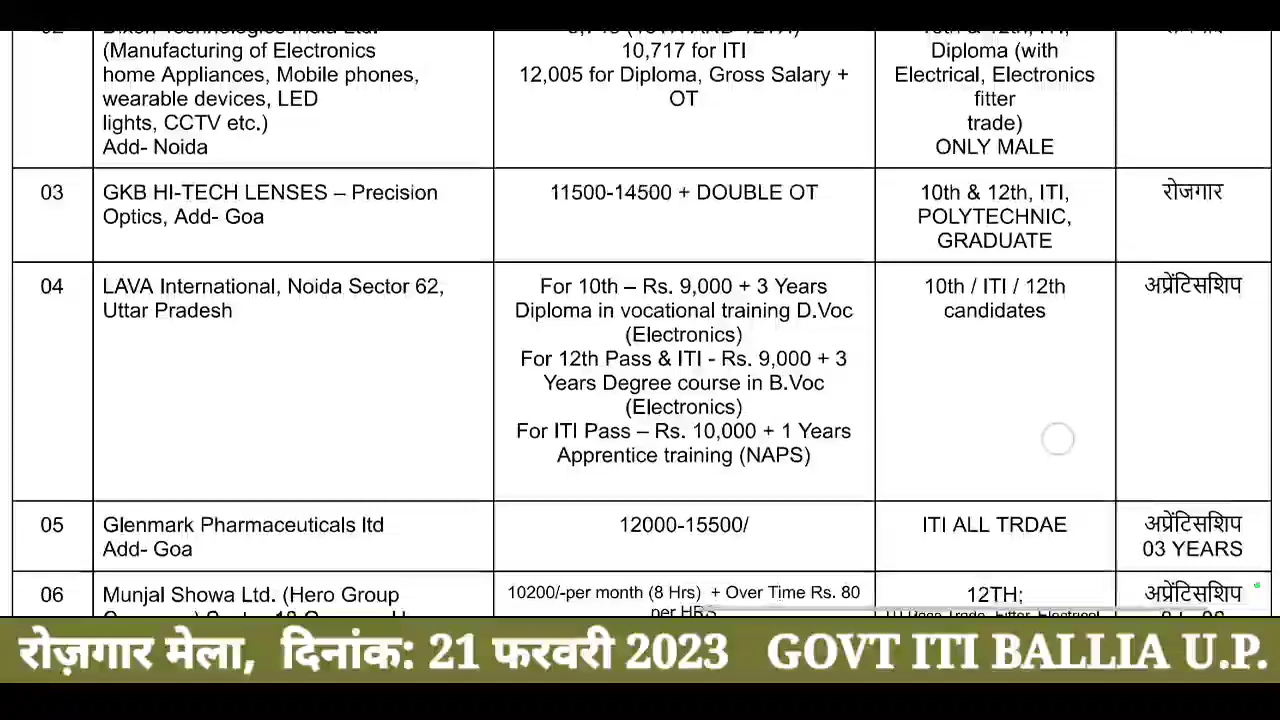 (Manufacturing of Electronics
home Appliances, Mobile phones,
wearable devices, LED
lights, CCTV etc.)
Add- Noida
10,717 for ITI
12,005 for Diploma, Gross Salary +
OT
Diploma (with
Electrical, Electronics
fitter
trade)
ONLY MALE
03
GKB HI-TECH LENSES – Precision
Optics, Add- Goa
11500-14500 + DOUBLE OT
10th & 12th, ITI,
POLYTECHNIC,
GRADUATE
रोजगार
04
LAVA International, Noida Sector 62,
Uttar Pradesh
For 10th – Rs. 9,000 + 3 Years
Diploma in vocational training D.Voc
(Electronics)
For 12th Pass & ITI - Rs. 9,000 + 3
Years Degree course in B.Voc
(Electronics)
For ITI Pass – Rs. 10,000 + 1 Years
Apprentice training (NAPS)
10th / ITI / 12th
candidates
अप्रेंटिसशिप
05
Glenmark Pharmaceuticals ltd
Add- Goa
12000-15500/
ITI ALL TRDAE
अप्रेंटिसशिप
03 YEARS
06
Munjal Showa Ltd. (Hero Group
10200/-per month (8 Hrs) + Over Time Rs. 80
per HRS
12TH;
अप्रेंटिसशिप
रोज़गार मेला, दिनांक: 21 फरवरी 2023 GOVT ITI BALLIA U.P.